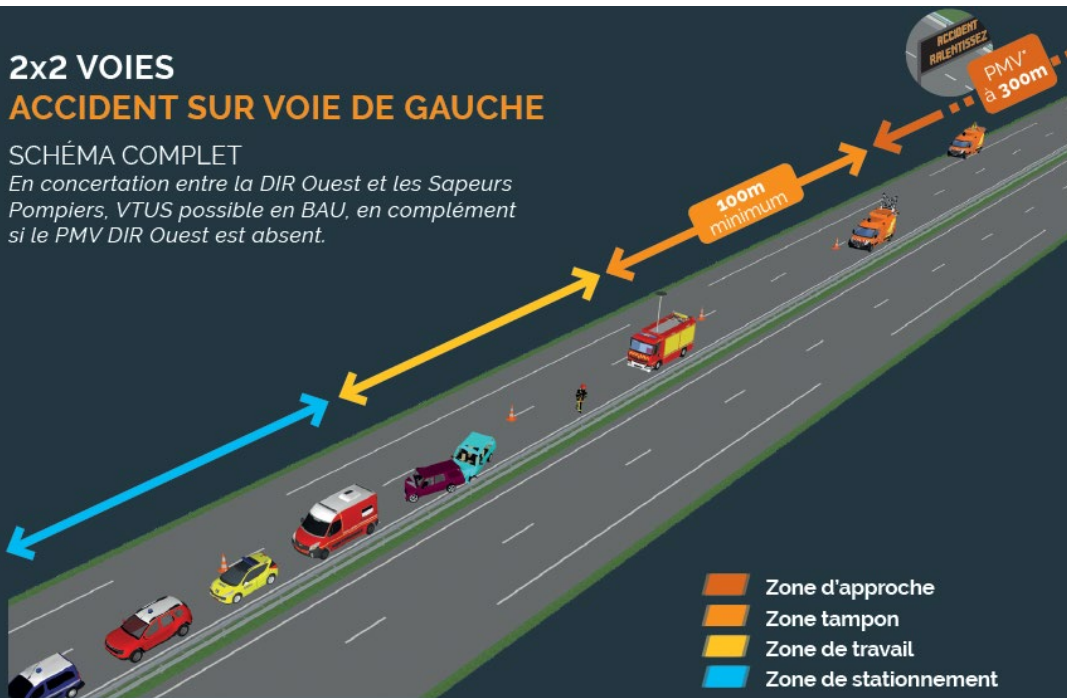 2x2 VOIES
ACCIDENT SUR VOIE DE GAUCHE
SCHÉMA COMPLET
En concertation entre la DIR Ouest et les Sapeurs
Pompiers, VTUS possible en BAU, en complément
si le PMV DIR Ouest est absent.
ACCIDENT
RALENTISSEZ
PMV*
à 300m
100m
minimum
Zone d'approche
Zone tampon
Zone de travail
Zone de stationnement